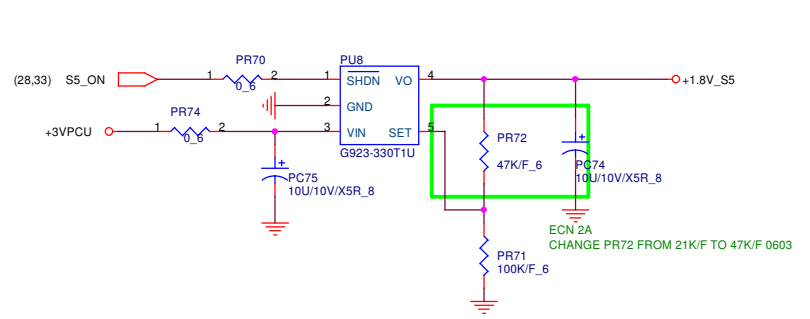 PR70
PU8
(28,33) S5_ON 1 2 1 SHDN VO 4 +1.8V_S5
0_6
2 GND
PR74
+3VPCU 1 2 3 VIN SET 5
0_6
PR72
G923-330T1U
47K/F_6
PC74
10U/10V/X5R_8
PC75
10U/10V/X5R_8
ECN 2A
CHANGE PR72 FROM 21K/F TO 47K/F 0603
PR71
100K/F_6
+
+